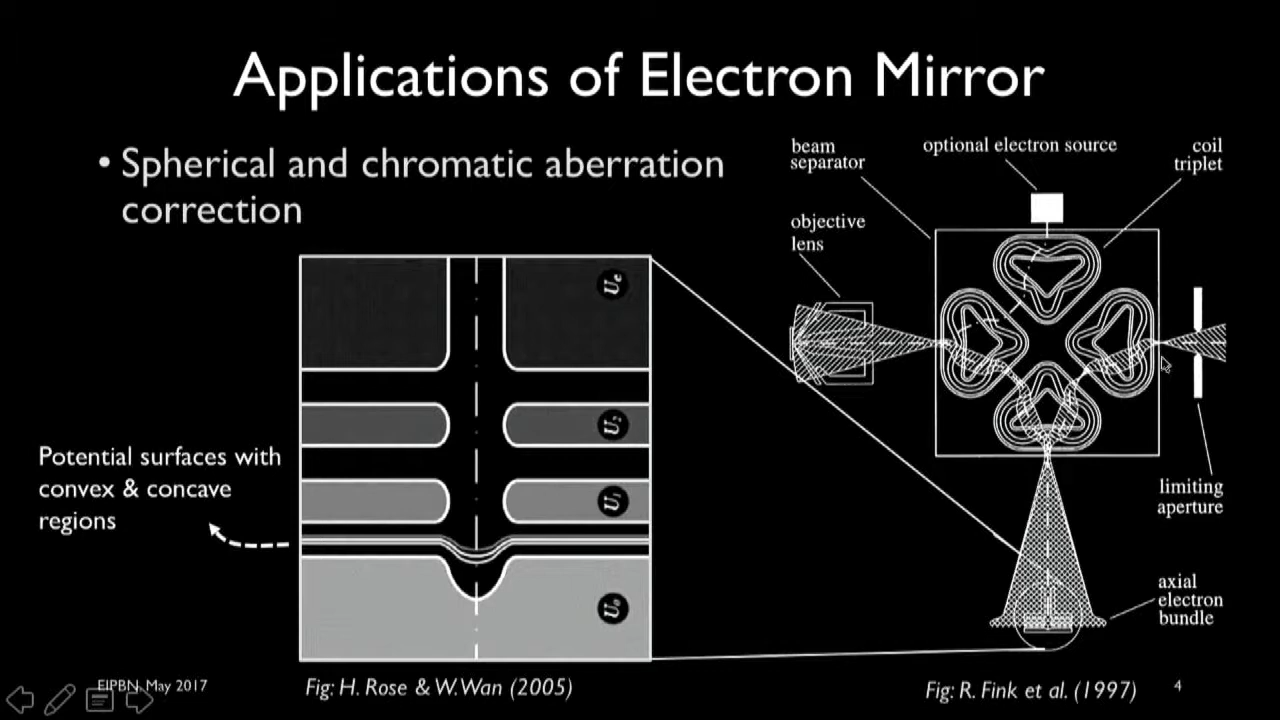 Applications of Electron Mirror
• Spherical and chromatic aberration
correction
beam
separator
optional electron source
coil
triplet
objective
lens
Potential surfaces with
convex & concave
regions
limiting
aperture
axial
electron
bundle
EIPBN, May 2017
Fig: H. Rose & W.Wan (2005)
Fig: R. Fink et al. (1997)
4